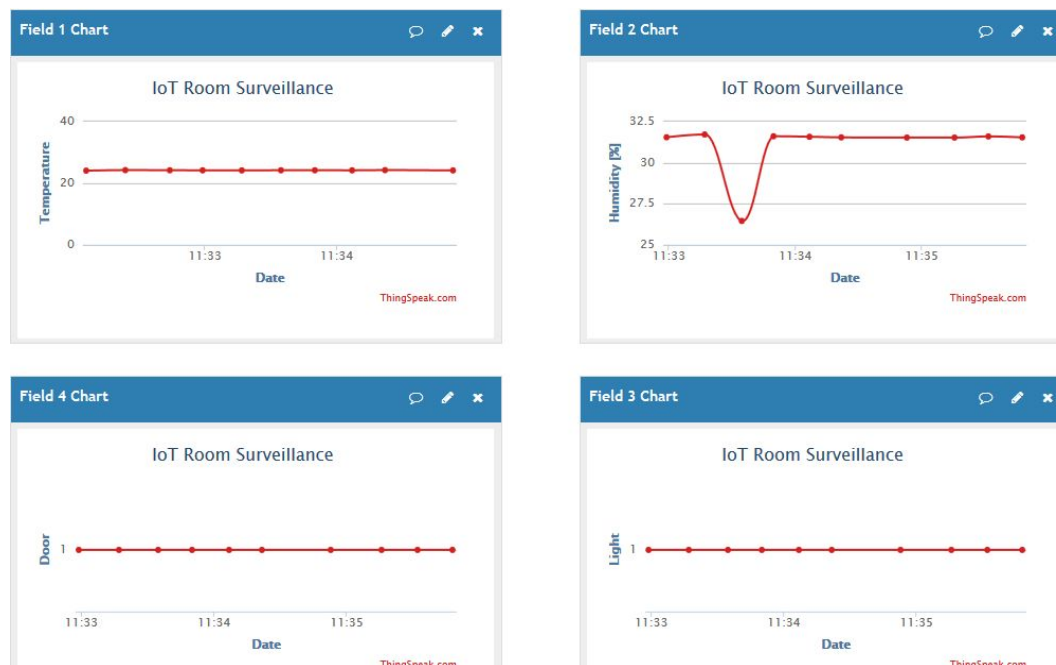 Field 1 Chart
IoT Room Surveillance
40
20
0
Temperature
11:33 11:34
Date
ThingSpeak.com
Field 2 Chart
IoT Room Surveillance
32.5
30
27.5
25
Humidity [%]
11:33 11:34 11:35
Date
ThingSpeak.com
Field 4 Chart
IoT Room Surveillance
1
Door
11:33 11:34 11:35
Date
ThingSpeak.com
Field 3 Chart
IoT Room Surveillance
1
Light
11:33 11:34 11:35
Date
ThingSpeak.com